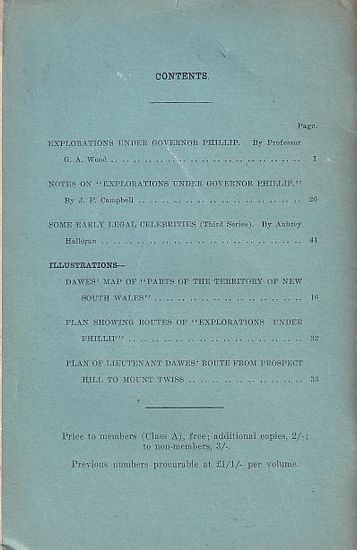 CONTENTS.
Page.
EXPLORATIONS UNDER GOVERNOR PHILLIP. By Professor
G. A. Wood .. .. .. .. .. .. .. .. .. .. .. .. .. .. .. .. 1
NOTES ON "EXPLORATIONS UNDER GOVERNOR PHILLIP."
By J. F. Campbell .. .. .. .. .. .. .. .. .. .. .. .. .. 26
SOME EARLY LEGAL CELEBRITIES (Third Series). By Aubrey
Halloran .. .. .. .. .. .. .. .. .. .. .. .. .. .. .. .. 41
ILLUSTRATIONS—
DAWES' MAP OF "PARTS OF THE TERRITORY OF NEW
SOUTH WALES" .. .. .. .. .. .. .. .. .. .. .. .. 16
PLAN SHOWING ROUTES OF "EXPLORATIONS UNDER
PHILLIP" .. .. .. .. .. .. .. .. .. .. .. .. .. .. 32
PLAN OF LIEUTENANT DAWES' ROUTE FROM PROSPECT
HILL TO MOUNT TWISS .. .. .. .. .. .. .. .. .. 33
Price to members (Class A), free; additional copies, 2/-;
to non-members, 3/-.
Previous numbers procurable at £1/1/- per volume.